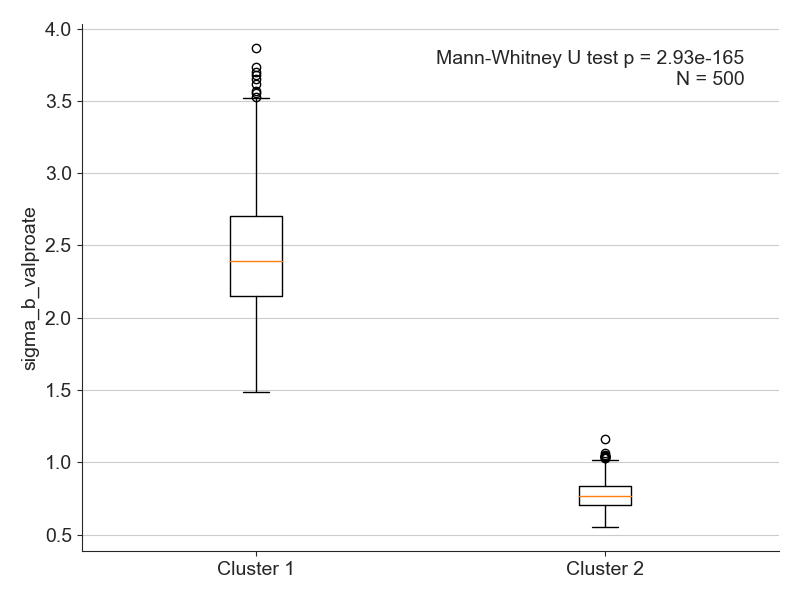 4.0
Mann-Whitney U test p = 2.93e-165
N = 500
3.5
3.0
2.5
2.0
1.5
1.0
0.5
sigma_b_valproate
Cluster 1
Cluster 2